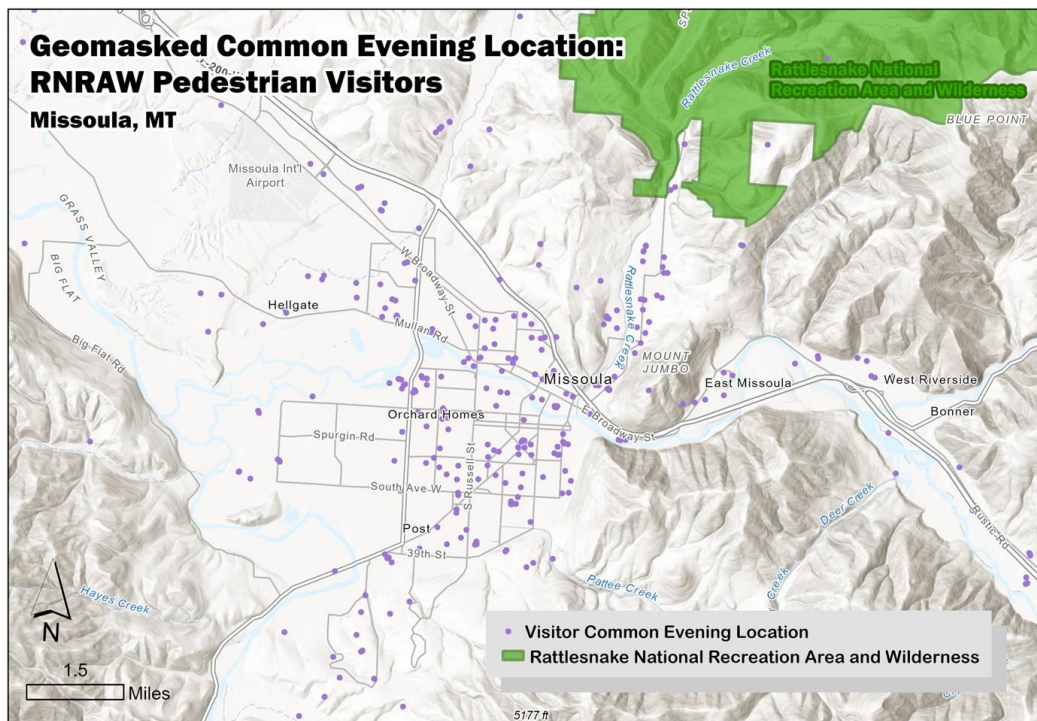 Geomasked Common Evening Location:
RNRAW Pedestrian Visitors
Missoula, MT
Rattlesnake Creek
Rattlesnake National
Recreation Area and Wilderness
BLUE POINT
Missoula Int'l
Airport
GRASS VALLEY
BIG FLAT
W Broadway St
Hellgate
Mullan Rd
Rattlesnake Creek
Big Flat Rd
MOUNT
JUMBO
Missoula
East Missoula
West Riverside
Bonner
Orchard Homes
E Broadway St
Spurgin Rd
S Russell St
South Ave W
Deer Creek
Post
39th St
Rustic Rd
Pattee Creek
Creek
Hayes Creek
N
1.5
Miles
Visitor Common Evening Location
Rattlesnake National Recreation Area and Wilderness
5177 ft